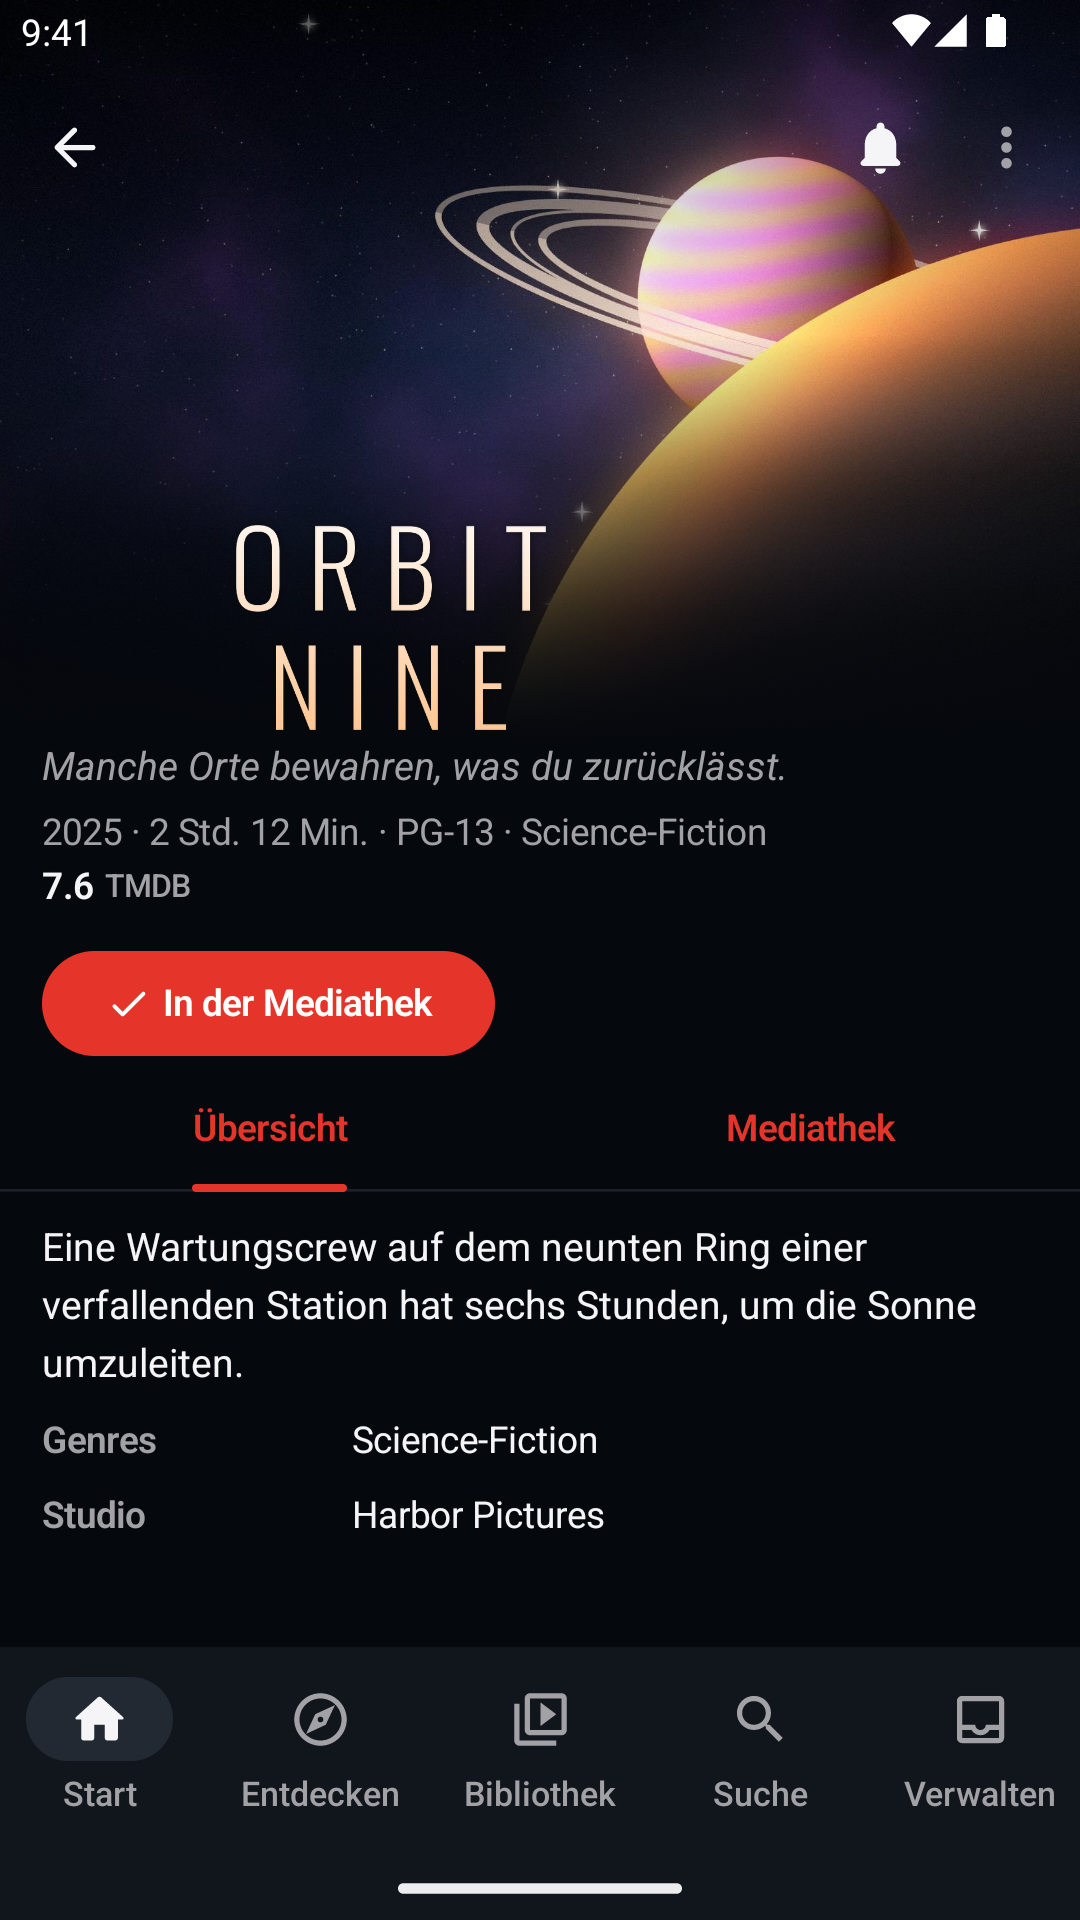 9:41
ORBIT
NINE
Manche Orte bewahren, was du zurücklässt.
2025 · 2 Std. 12 Min. · PG-13 · Science-Fiction
7.6 TMDB
In der Mediathek
Übersicht Mediathek
Eine Wartungscrew auf dem neunten Ring einer
verfallenden Station hat sechs Stunden, um die Sonne
umzuleiten.
Genres Science-Fiction
Studio Harbor Pictures
Start Entdecken Bibliothek Suche Verwalten